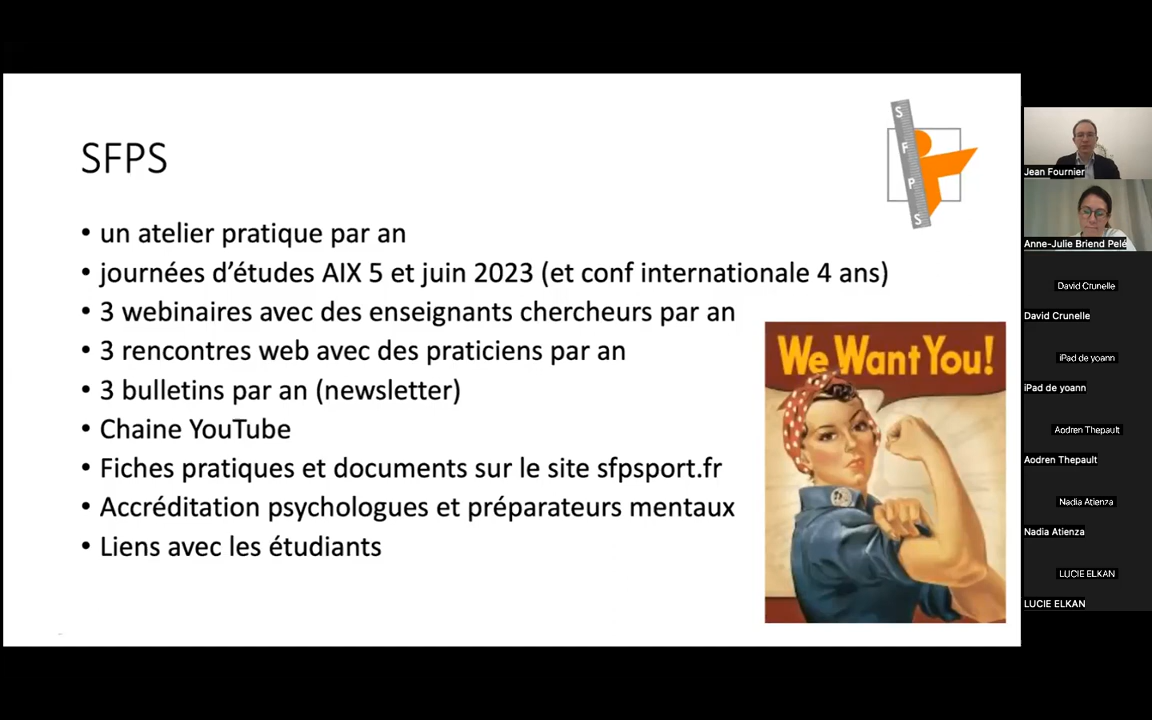 SFPS
S
F
P
S
• un atelier pratique par an
• journées d’études AIX 5 et juin 2023 (et conf internationale 4 ans)
• 3 webinaires avec des enseignants chercheurs par an
• 3 rencontres web avec des praticiens par an
• 3 bulletins par an (newsletter)
• Chaine YouTube
• Fiches pratiques et documents sur le site sfpsport.fr
• Accréditation psychologues et préparateurs mentaux
• Liens avec les étudiants
We Want You!
Jean Fournier
Anne-Julie Briend Pelé
David Crunelle
David Crunelle
iPad de yoann
iPad de yoann
Aodren Thepault
Aodren Thepault
Nadia Atienza
Nadia Atienza
LUCIE ELKAN
LUCIE ELKAN